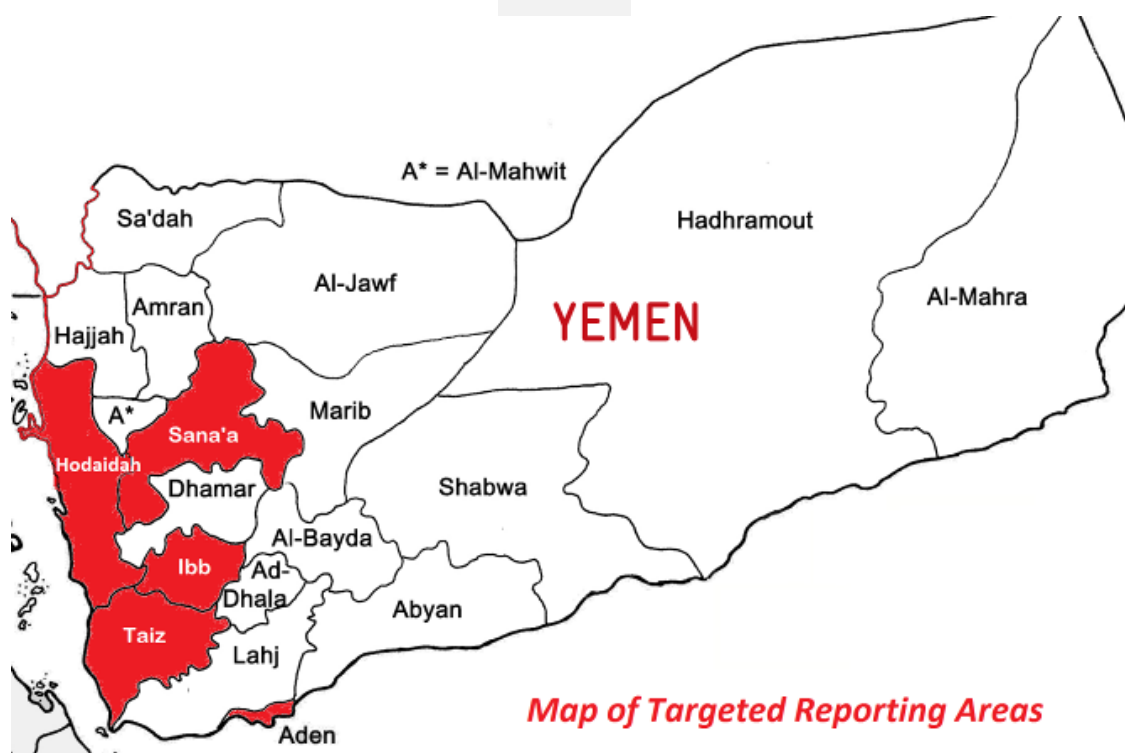 A* = Al-Mahwit
Sa'dah
Hadhramout
Al-Jawf
Al-Mahra
Amran
YEMEN
Hajjah
Marib
A*
Sana'a
Hodaidah
Dhamar
Shabwa
Al-Bayda
Ibb
Ad-
Dhala
Abyan
Taiz
Lahj
Map of Targeted Reporting Areas
Aden